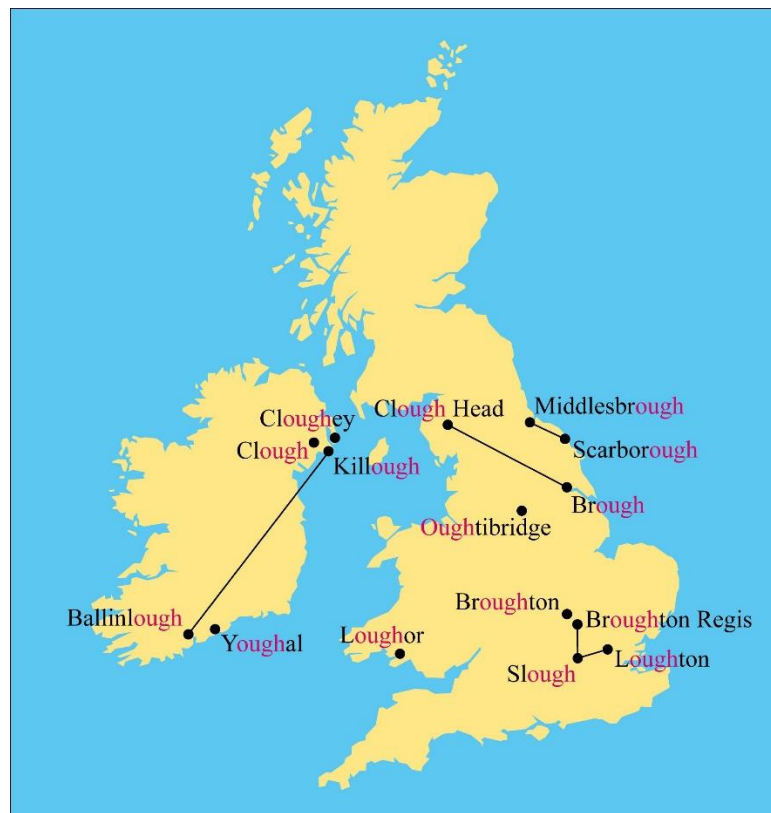 Clough Head
Middlesbrough
Cloughey
Clough
Scarborough
Killough
Brough
Oughtibridge
Broughton
Broughton Regis
Ballinlough
Youghal
Loughor
Loughton
Slough